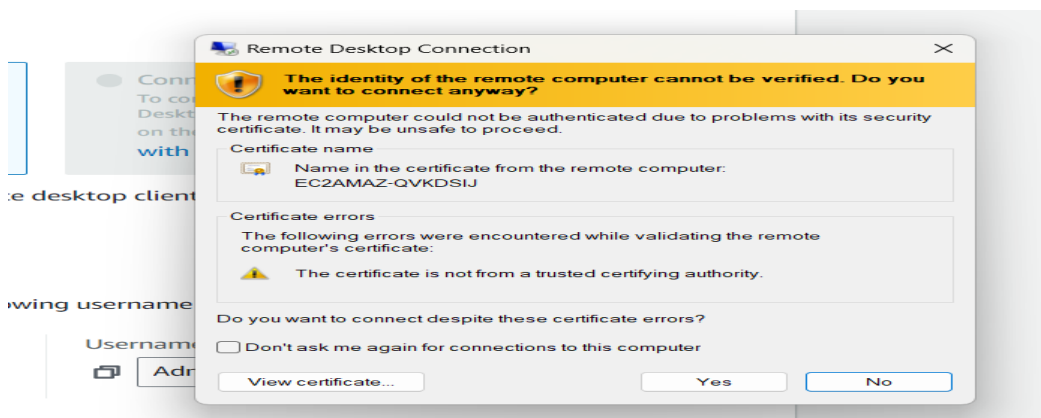 Remote Desktop Connection
The identity of the remote computer cannot be verified. Do you
want to connect anyway?
The remote computer could not be authenticated due to problems with its security
certificate. It may be unsafe to proceed.
Certificate name
Name in the certificate from the remote computer:
EC2AMAZ-QVKDSIJ
Certificate errors
The following errors were encountered while validating the remote
computer's certificate:
The certificate is not from a trusted certifying authority.
Do you want to connect despite these certificate errors?
Don't ask me again for connections to this computer
View certificate...
Yes
No
Conn
To co
Deskt
on the
with
e desktop client
owing username
Username
Adr